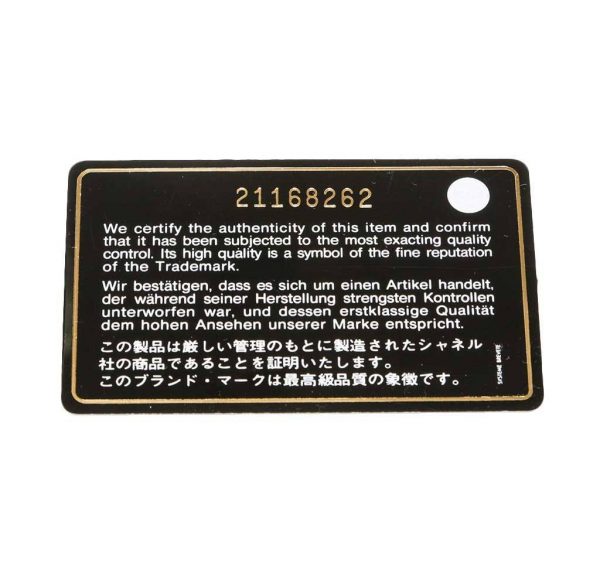 21168262
We certify the authenticity of this item and confirm
that it has been subjected to the most exacting quality
control. Its high quality is a symbol of the fine reputation
of the Trademark.
Wir bestätigen, dass es sich um einen Artikel handelt,
der während seiner Herstellung strengsten Kontrollen
unterworfen war, und dessen erstklassige Qualität
dem hohen Ansehen unserer Marke entspricht.
この製品は厳しい管理のもとに製造されたシャネル
社の商品であることを証明いたします。
このブランド・マークは最高級品質の象徴です。
SYSTEME BREVETE